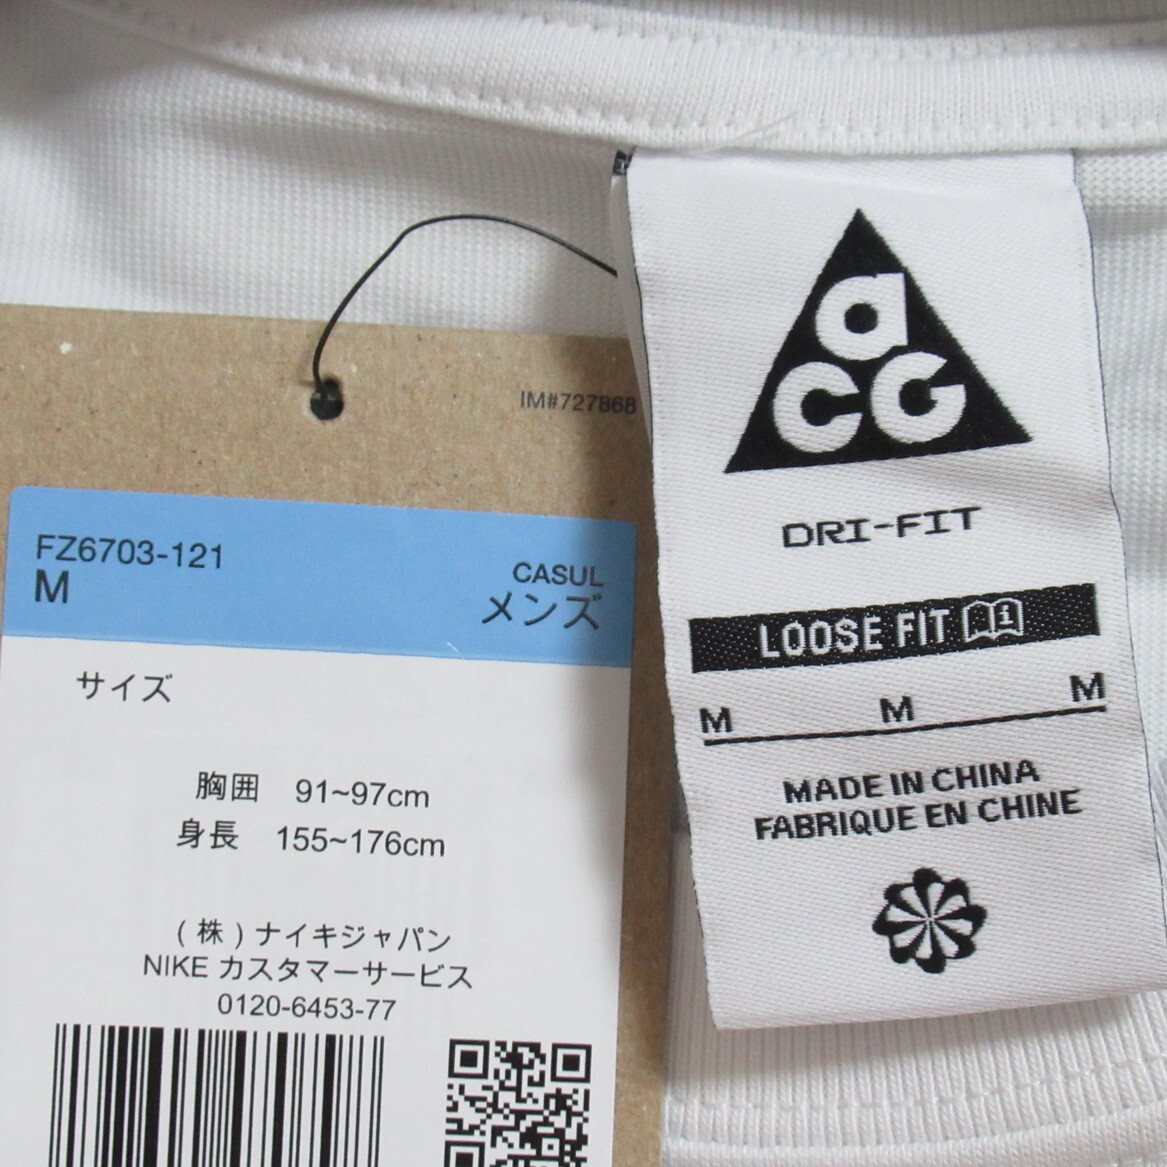 IM#727868
FZ6703-121
M
CASUL
メンズ
サイズ
胸囲 91~97cm
身長 155~176cm
(株)ナイキジャパン
NIKE カスタマーサービス
0120-6453-77
a
CG
DRI-FIT
LOOSE FIT i
M M M
MADE IN CHINA
FABRIQUE EN CHINE